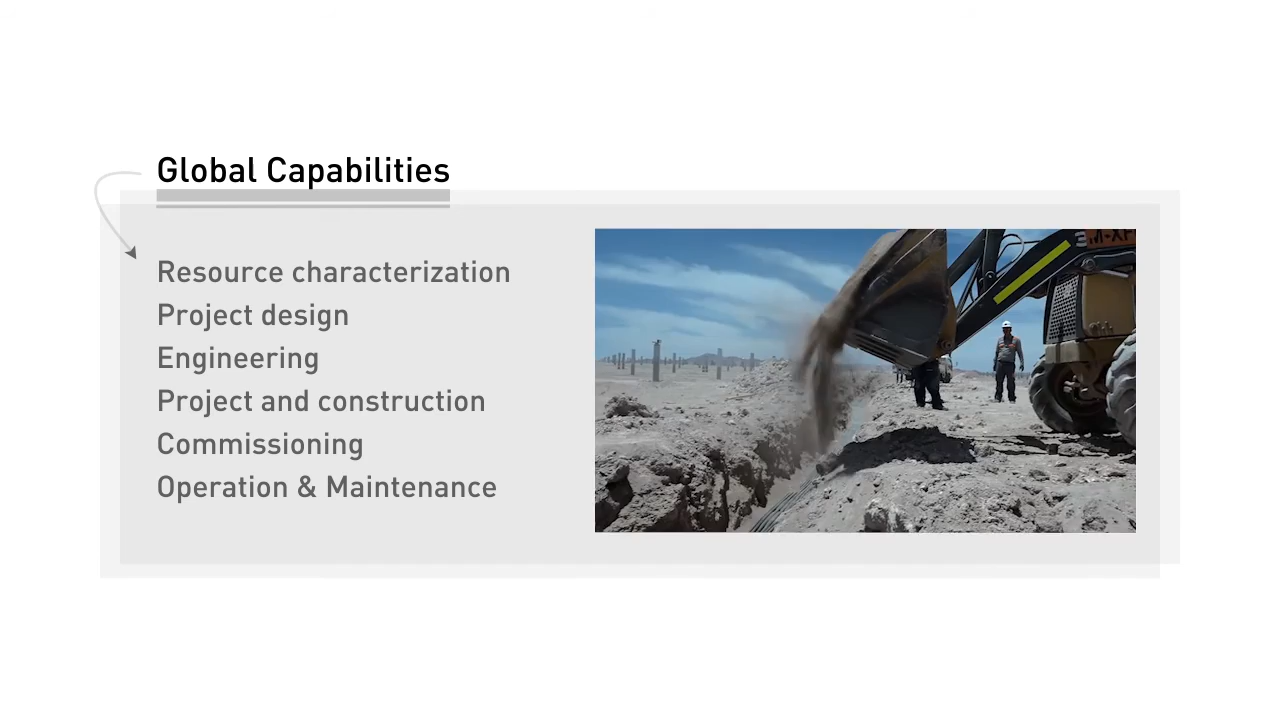 Global Capabilities
Resource characterization
Project design
Engineering
Project and construction
Commissioning
Operation & Maintenance